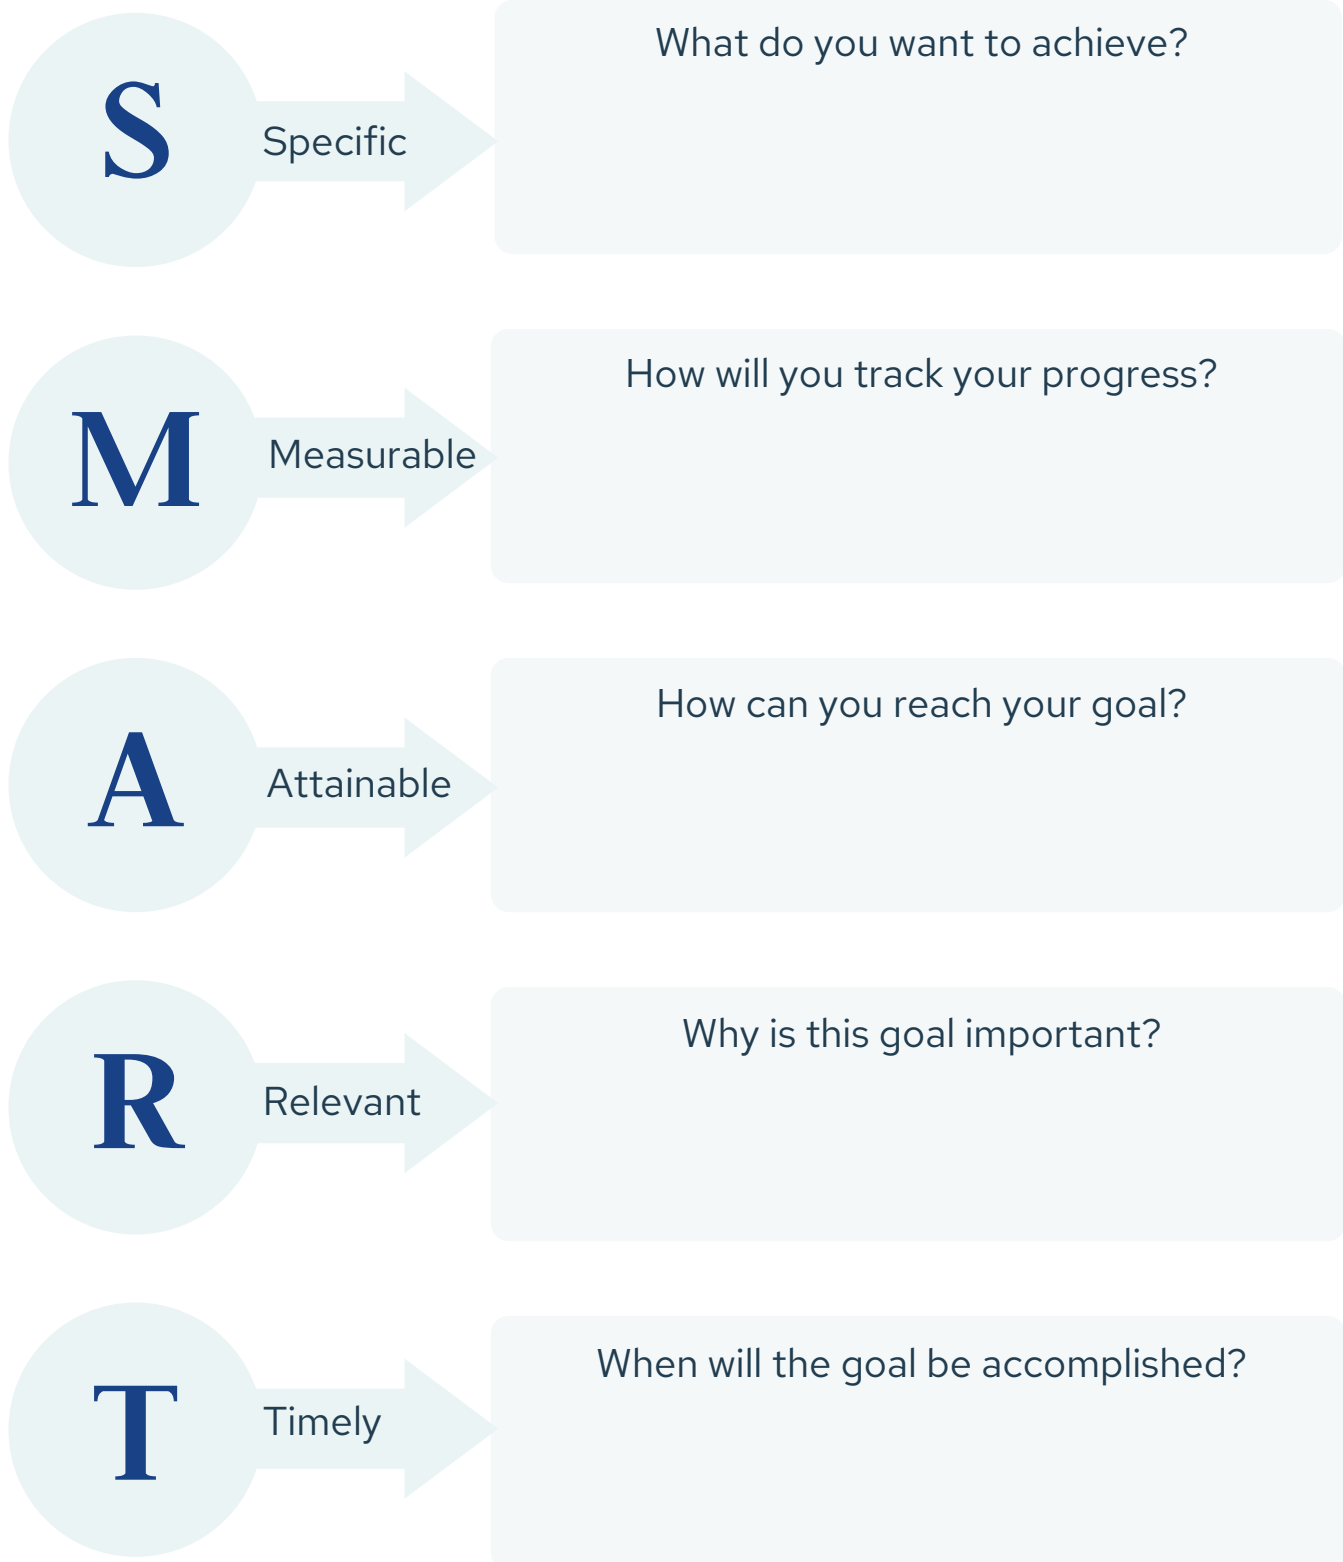 S
Specific
What do you want to achieve?
M
Measurable
How will you track your progress?
A
Attainable
How can you reach your goal?
R
Relevant
Why is this goal important?
T
Timely
When will the goal be accomplished?